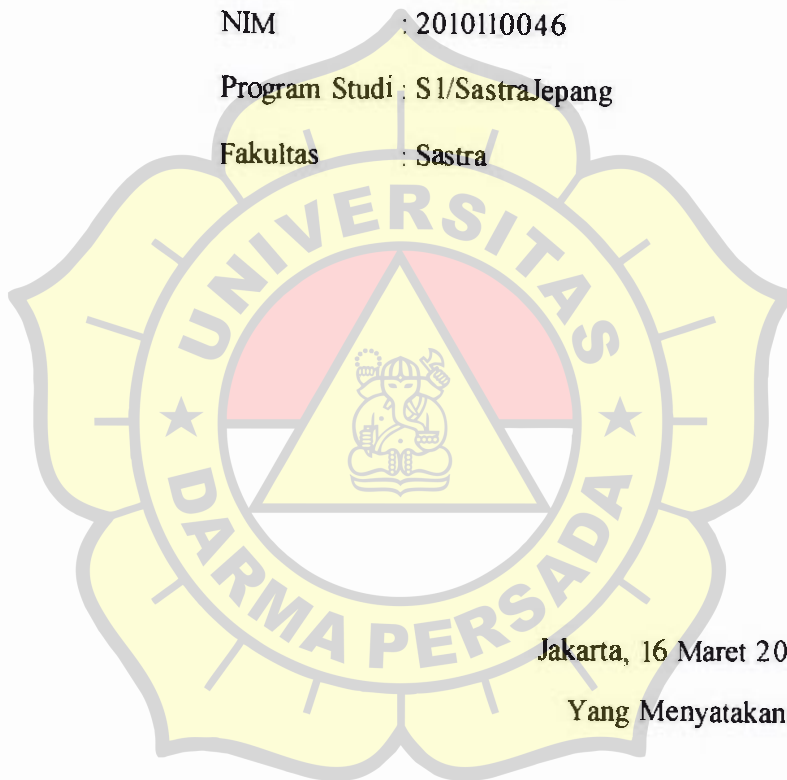 NIM : 2010110046
Program Studi : S1/SastraJepang
Fakultas : Sastra
UNIVERSITAS
DARMA PERSADA
Jakarta, 16 Maret 20
Yang Menyatakan